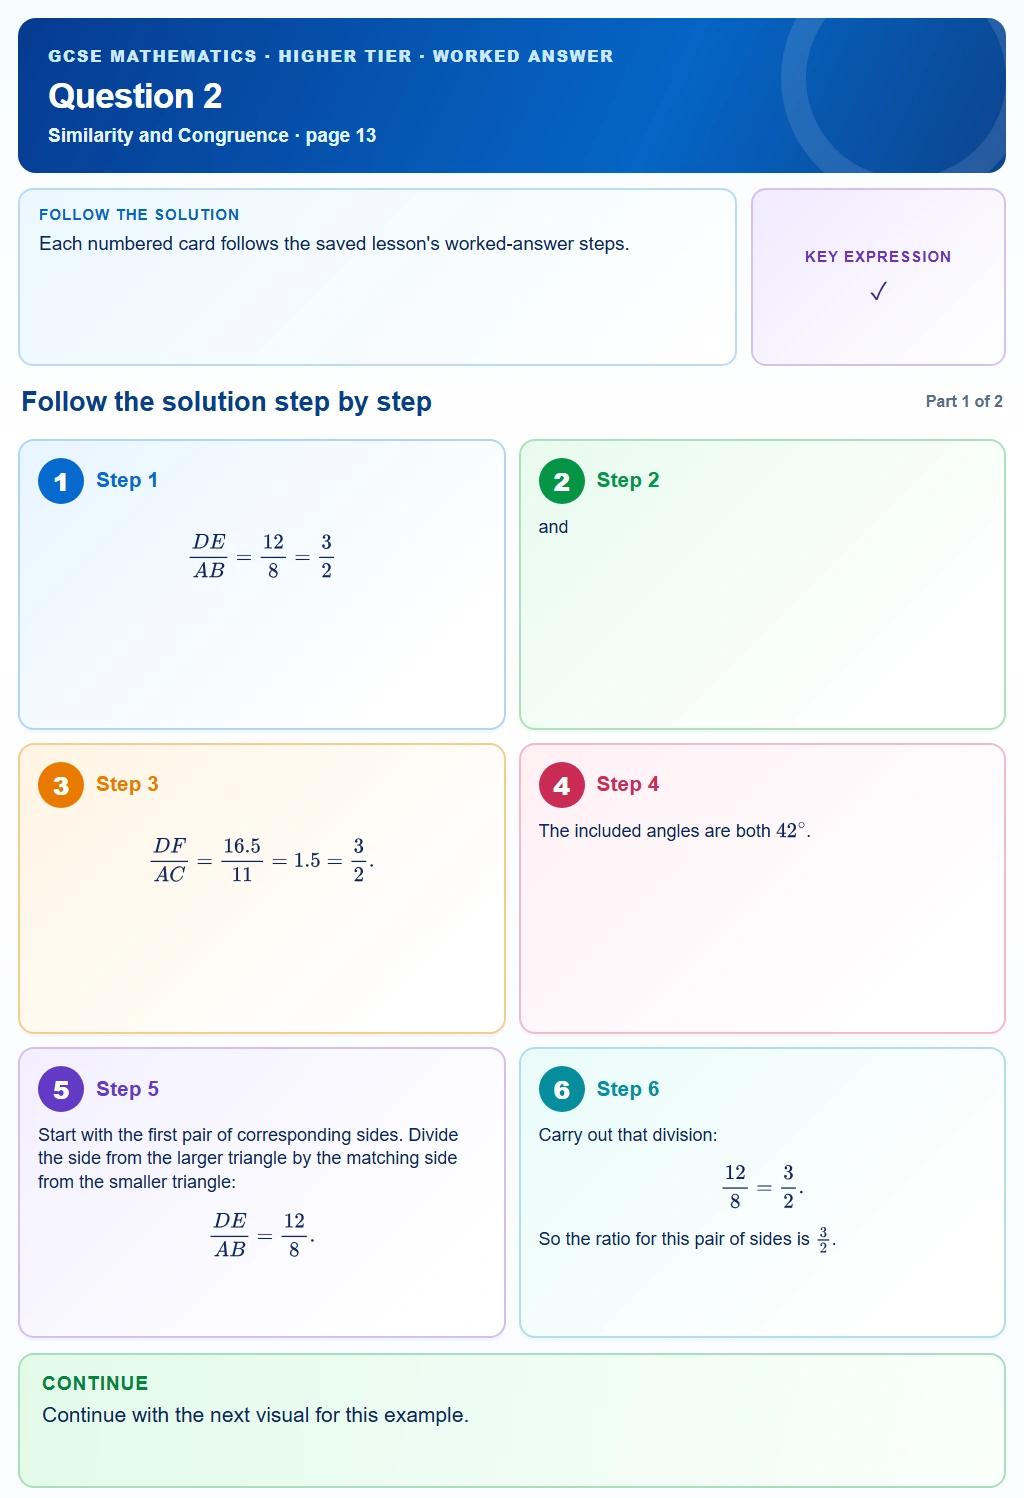 GCSE MATHEMATICS · HIGHER TIER · WORKED ANSWER
Question 2
Similarity and Congruence · page 13
FOLLOW THE SOLUTION
Each numbered card follows the saved lesson's worked-answer steps.
KEY EXPRESSION
✓
Follow the solution step by step
Part 1 of 2
1 Step 1
DE/AB = 12/8 = 3/2
2 Step 2
and
3 Step 3
DF/AC = 16.5/11 = 1.5 = 3/2.
4 Step 4
The included angles are both 42°.
5 Step 5
Start with the first pair of corresponding sides. Divide
the side from the larger triangle by the matching side
from the smaller triangle:
DE/AB = 12/8.
6 Step 6
Carry out that division:
12/8 = 3/2.
So the ratio for this pair of sides is 3/2.
CONTINUE
Continue with the next visual for this example.